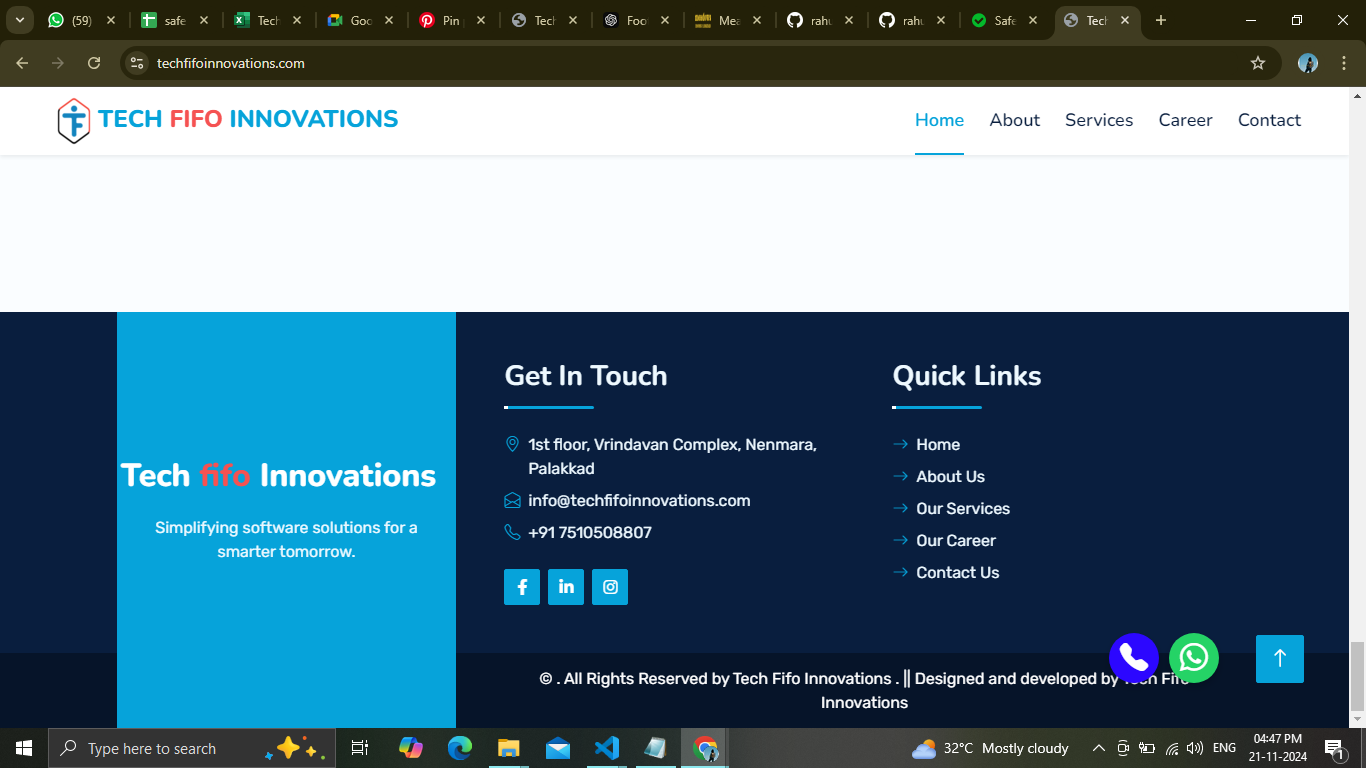 (59)
safe
Tech
Goo
Pin
Tech
Foo
Mea
rahu
rahu
Safe
Tech
techfifoinnovations.com
TECH FIFO INNOVATIONS
Home About Services Career Contact
Tech fifo Innovations
Simplifying software solutions for a
smarter tomorrow.
Get In Touch
1st floor, Vrindavan Complex, Nenmara,
Palakkad
info@techfifoinnovations.com
+91 7510508807
Quick Links
Home
About Us
Our Services
Our Career
Contact Us
© . All Rights Reserved by Tech Fifo Innovations . || Designed and developed by Tech Fifo
Innovations
Type here to search
32°C Mostly cloudy
ENG
04:47 PM
21-11-2024
1